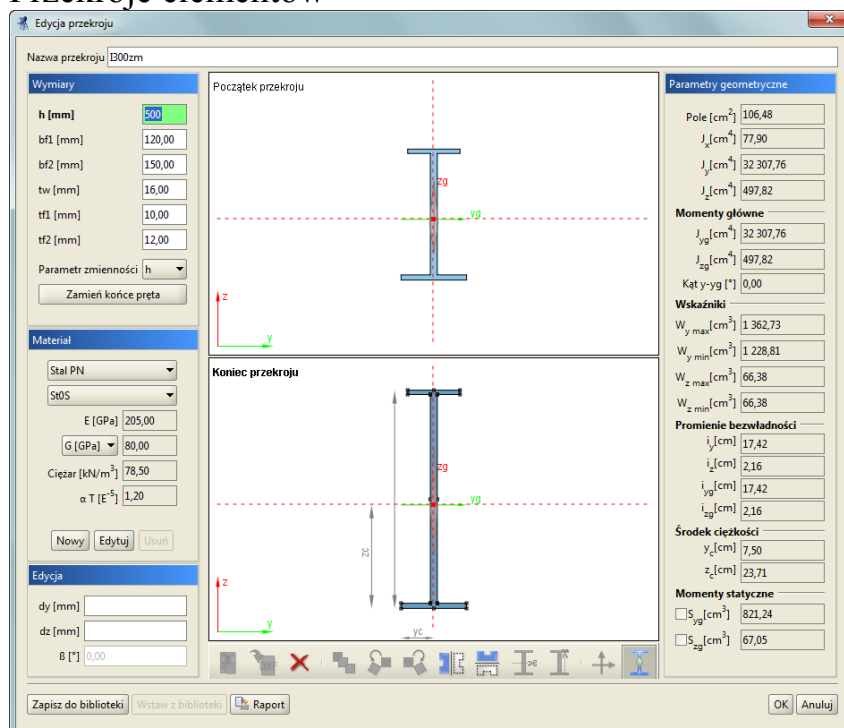 Przekroje elementów
Edycja przekroju
Nazwa przekroju I300zm
Wymiary
h [mm] 500
bf1 [mm] 120,00
bf2 [mm] 150,00
tw [mm] 16,00
tf1 [mm] 10,00
tf2 [mm] 12,00
Parametr zmienności h
Zamień końce pręta
Materiał
Stal PN
St0S
E [GPa] 205,00
G [GPa] 80,00
Ciężar [kN/m³] 78,50
α T [E⁻⁵] 1,20
Nowy Edytuj Usuń
Edycja
dy [mm]
dz [mm]
ß [°] 0,00
Początek przekroju
zg
yg
z
y
Koniec przekroju
zg
yg
zc
z
y
yc
DXF
Parametry geometryczne
Pole [cm²] 106,48
Jx[cm⁴] 77,90
Jy[cm⁴] 32 307,76
Jz[cm⁴] 497,82
Momenty główne
Jyg[cm⁴] 32 307,76
Jzg[cm⁴] 497,82
Kąt y-yg [°] 0,00
Wskaźniki
Wy max[cm³] 1 362,73
Wy min[cm³] 1 228,81
Wz max[cm³] 66,38
Wz min[cm³] 66,38
Promienie bezwładności
iy[cm] 17,42
iz[cm] 2,16
iyg[cm] 17,42
izg[cm] 2,16
Środek ciężkości
yc[cm] 7,50
zc[cm] 23,71
Momenty statyczne
Syg[cm³] 821,24
Szg[cm³] 67,05
Zapisz do biblioteki Wstaw z biblioteki Raport OK Anuluj